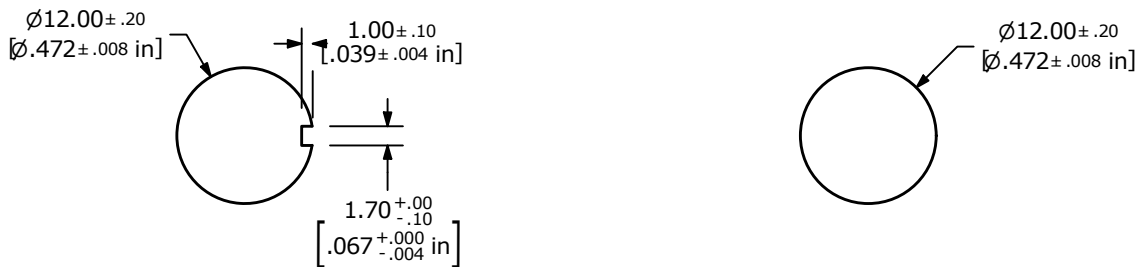 Ø12.00± .20
[Ø.472± .008 in]
1.00± .10
[.039± .004 in]
1.70 +.00 -.10
[.067 +.000 -.004 in]
Ø12.00± .20
[Ø.472± .008 in]